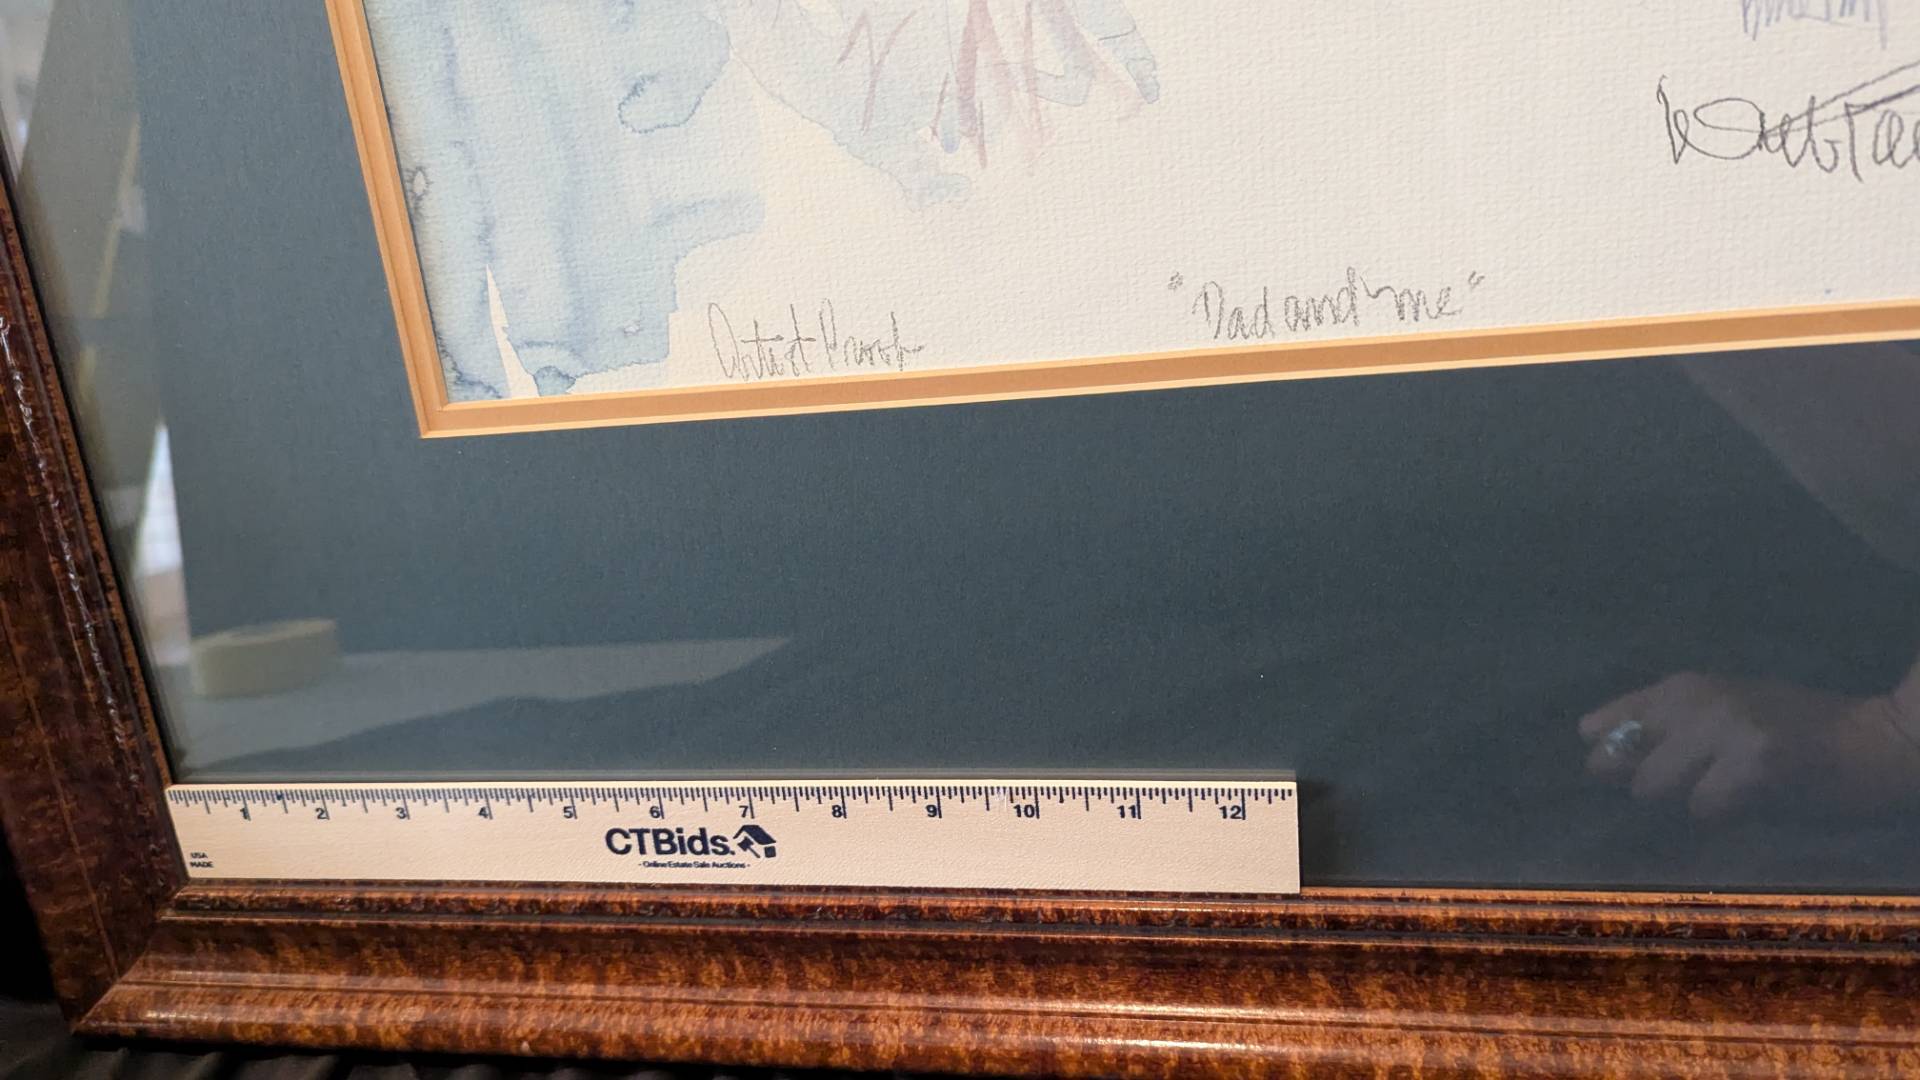 Artist Proof
"Dad and me"
1 2 3 4 5 6 7 8 9 10 11 12
CTBids.
- Online Estate Sale Auctions -
USA
MADE